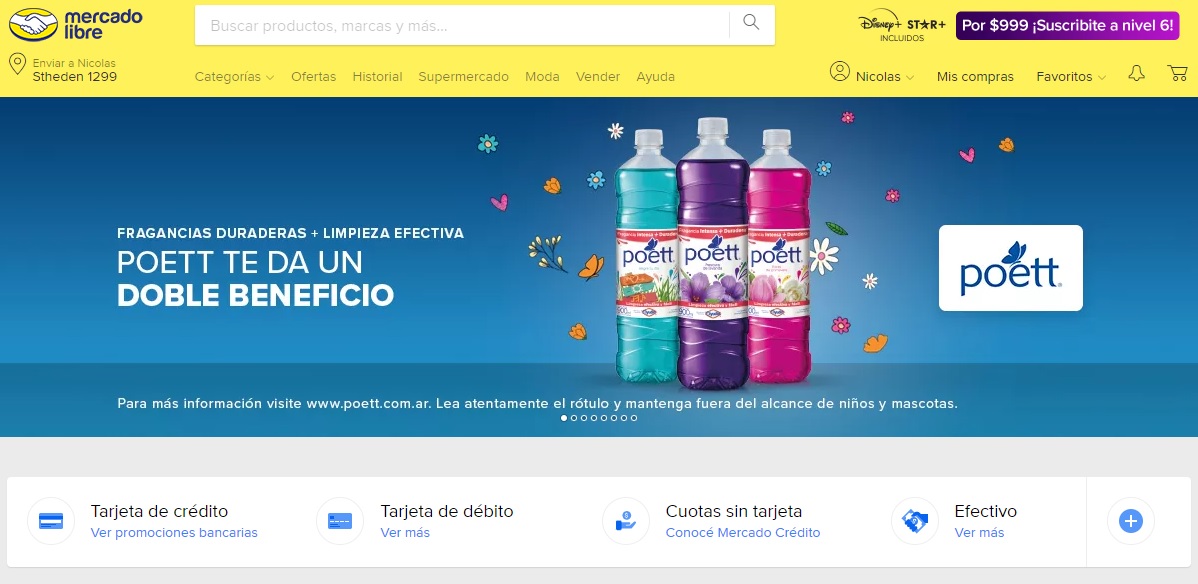 mercado
libre
Buscar productos, marcas y más...
Disney+ STAR+
INCLUIDOS
Por $999 ¡Suscribite a nivel 6!
Enviar a Nicolas
Stheden 1299
Categorías Ofertas Historial Supermercado Moda Vender Ayuda
Nicolas Mis compras Favoritos
FRAGANCIAS DURADERAS + LIMPIEZA EFECTIVA
POETT TE DA UN
DOBLE BENEFICIO
poett
poett
poett
poett
Para más información visite www.poett.com.ar. Lea atentamente el rótulo y mantenga fuera del alcance de niños y mascotas.
Tarjeta de crédito
Ver promociones bancarias
Tarjeta de débito
Ver más
Cuotas sin tarjeta
Conocé Mercado Crédito
Efectivo
Ver más